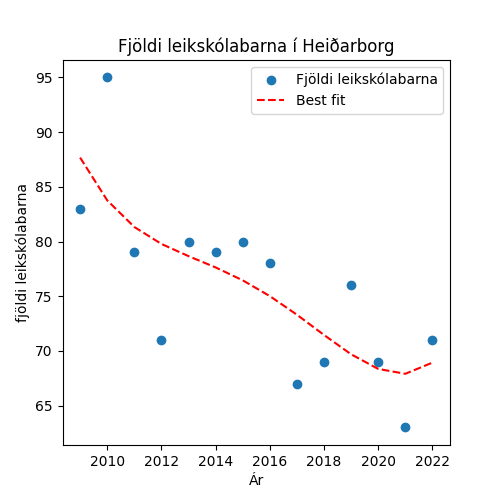 Fjöldi leikskólabarna í Heiðarborg
Fjöldi leikskólabarna
Best fit
fjöldi leikskólabarna
95
90
85
80
75
70
65
2010 2012 2014 2016 2018 2020 2022
Ár